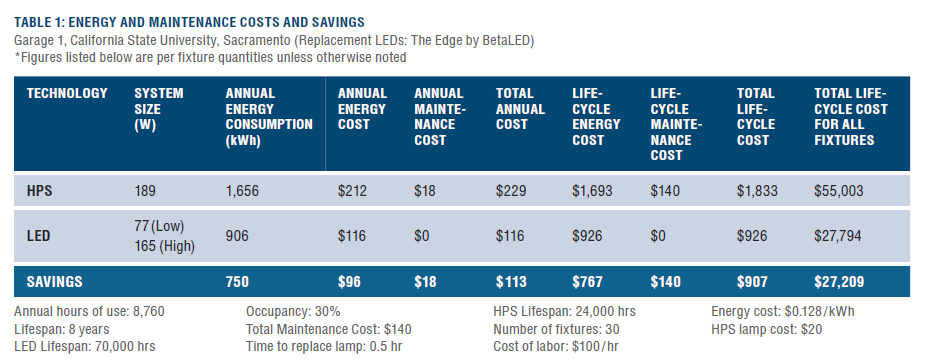 TABLE 1: ENERGY AND MAINTENANCE COSTS AND SAVINGS
Garage 1, California State University, Sacramento (Replacement LEDs: The Edge by BetaLED)
*Figures listed below are per fixture quantities unless otherwise noted
TECHNOLOGY SYSTEM SIZE (W) ANNUAL ENERGY CONSUMPTION (kWh) ANNUAL ENERGY COST ANNUAL MAINTE-NANCE COST TOTAL ANNUAL COST LIFE-CYCLE ENERGY COST LIFE-CYCLE MAINTE-NANCE COST TOTAL LIFE-CYCLE COST TOTAL LIFE-CYCLE COST FOR ALL FIXTURES
HPS 189 1,656 $212 $18 $229 $1,693 $140 $1,833 $55,003
LED 77 (Low) 165 (High) 906 $116 $0 $116 $926 $0 $926 $27,794
SAVINGS 750 $96 $18 $113 $767 $140 $907 $27,209
Annual hours of use: 8,760 Occupancy: 30% HPS Lifespan: 24,000 hrs Energy cost: $0.128/kWh
Lifespan: 8 years Total Maintenance Cost: $140 Number of fixtures: 30 HPS lamp cost: $20
LED Lifespan: 70,000 hrs Time to replace lamp: 0.5 hr Cost of labor: $100/hr